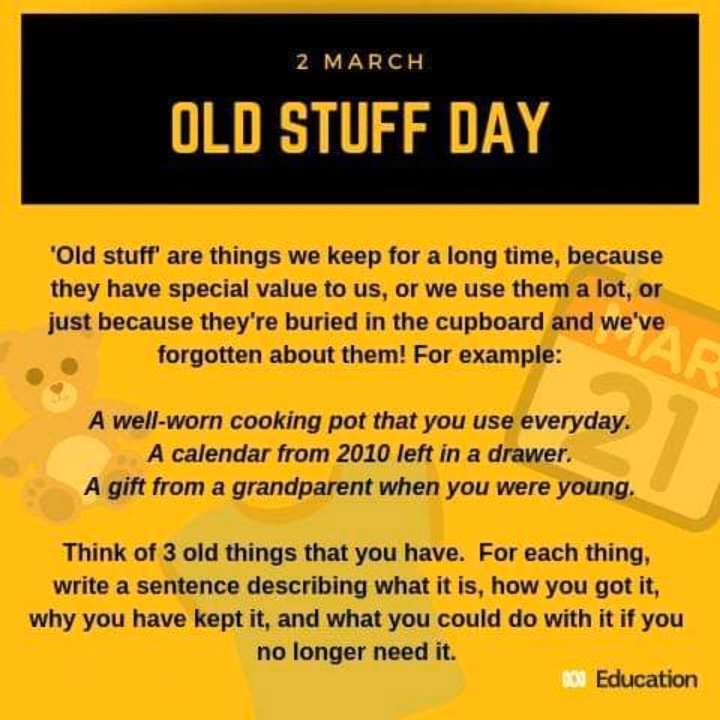 2 MARCH
OLD STUFF DAY
'Old stuff' are things we keep for a long time, because
they have special value to us, or we use them a lot, or
just because they're buried in the cupboard and we've
forgotten about them! For example:
A well-worn cooking pot that you use everyday.
A calendar from 2010 left in a drawer.
A gift from a grandparent when you were young.
Think of 3 old things that you have. For each thing,
write a sentence describing what it is, how you got it,
why you have kept it, and what you could do with it if you
no longer need it.
MAR
21
Education